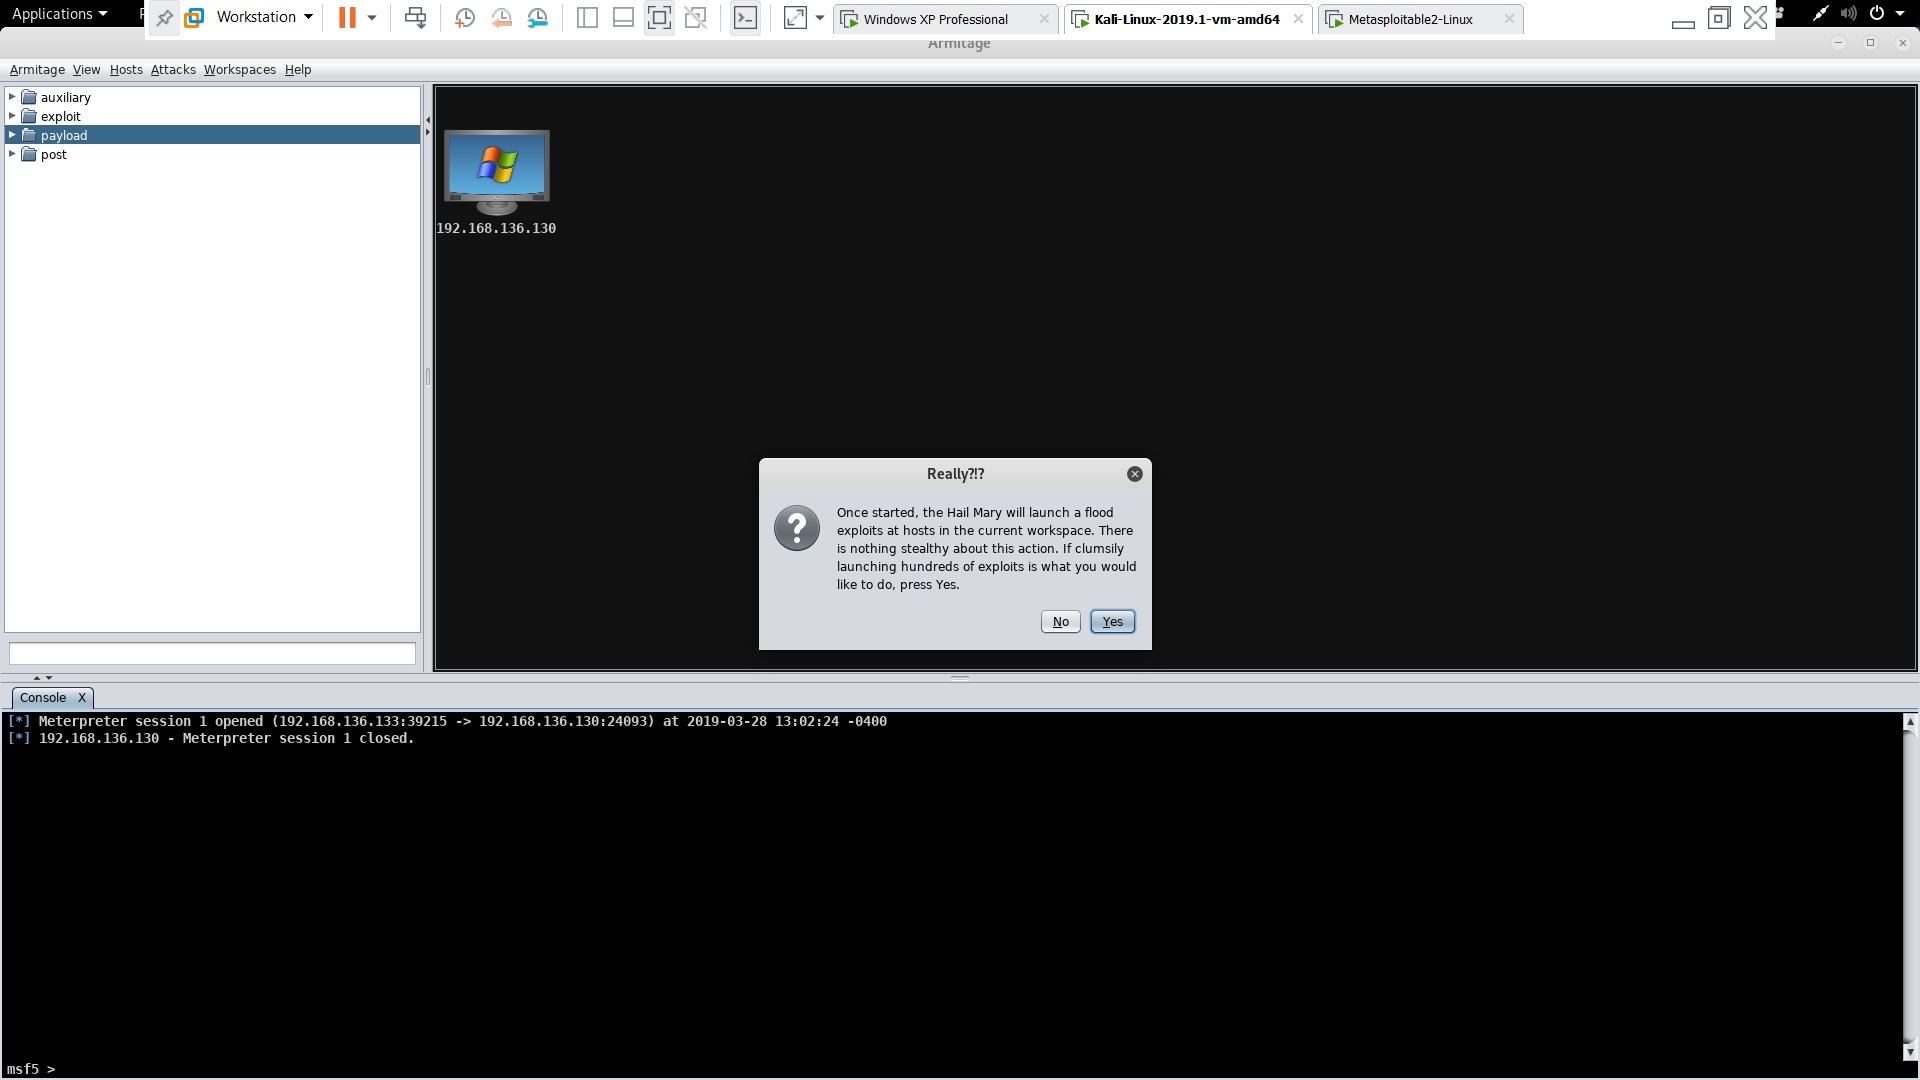 Applications
Workstation
Windows XP Professional
Kali-Linux-2019.1-vm-amd64
Metasploitable2-Linux
Armitage
Armitage View Hosts Attacks Workspaces Help
auxiliary
exploit
payload
post
192.168.136.130
Really?!?
Once started, the Hail Mary will launch a flood
exploits at hosts in the current workspace. There
is nothing stealthy about this action. If clumsily
launching hundreds of exploits is what you would
like to do, press Yes.
No Yes
Console X
[*] Meterpreter session 1 opened (192.168.136.133:39215 -> 192.168.136.130:24093) at 2019-03-28 13:02:24 -0400
[*] 192.168.136.130 - Meterpreter session 1 closed.
msf5 >